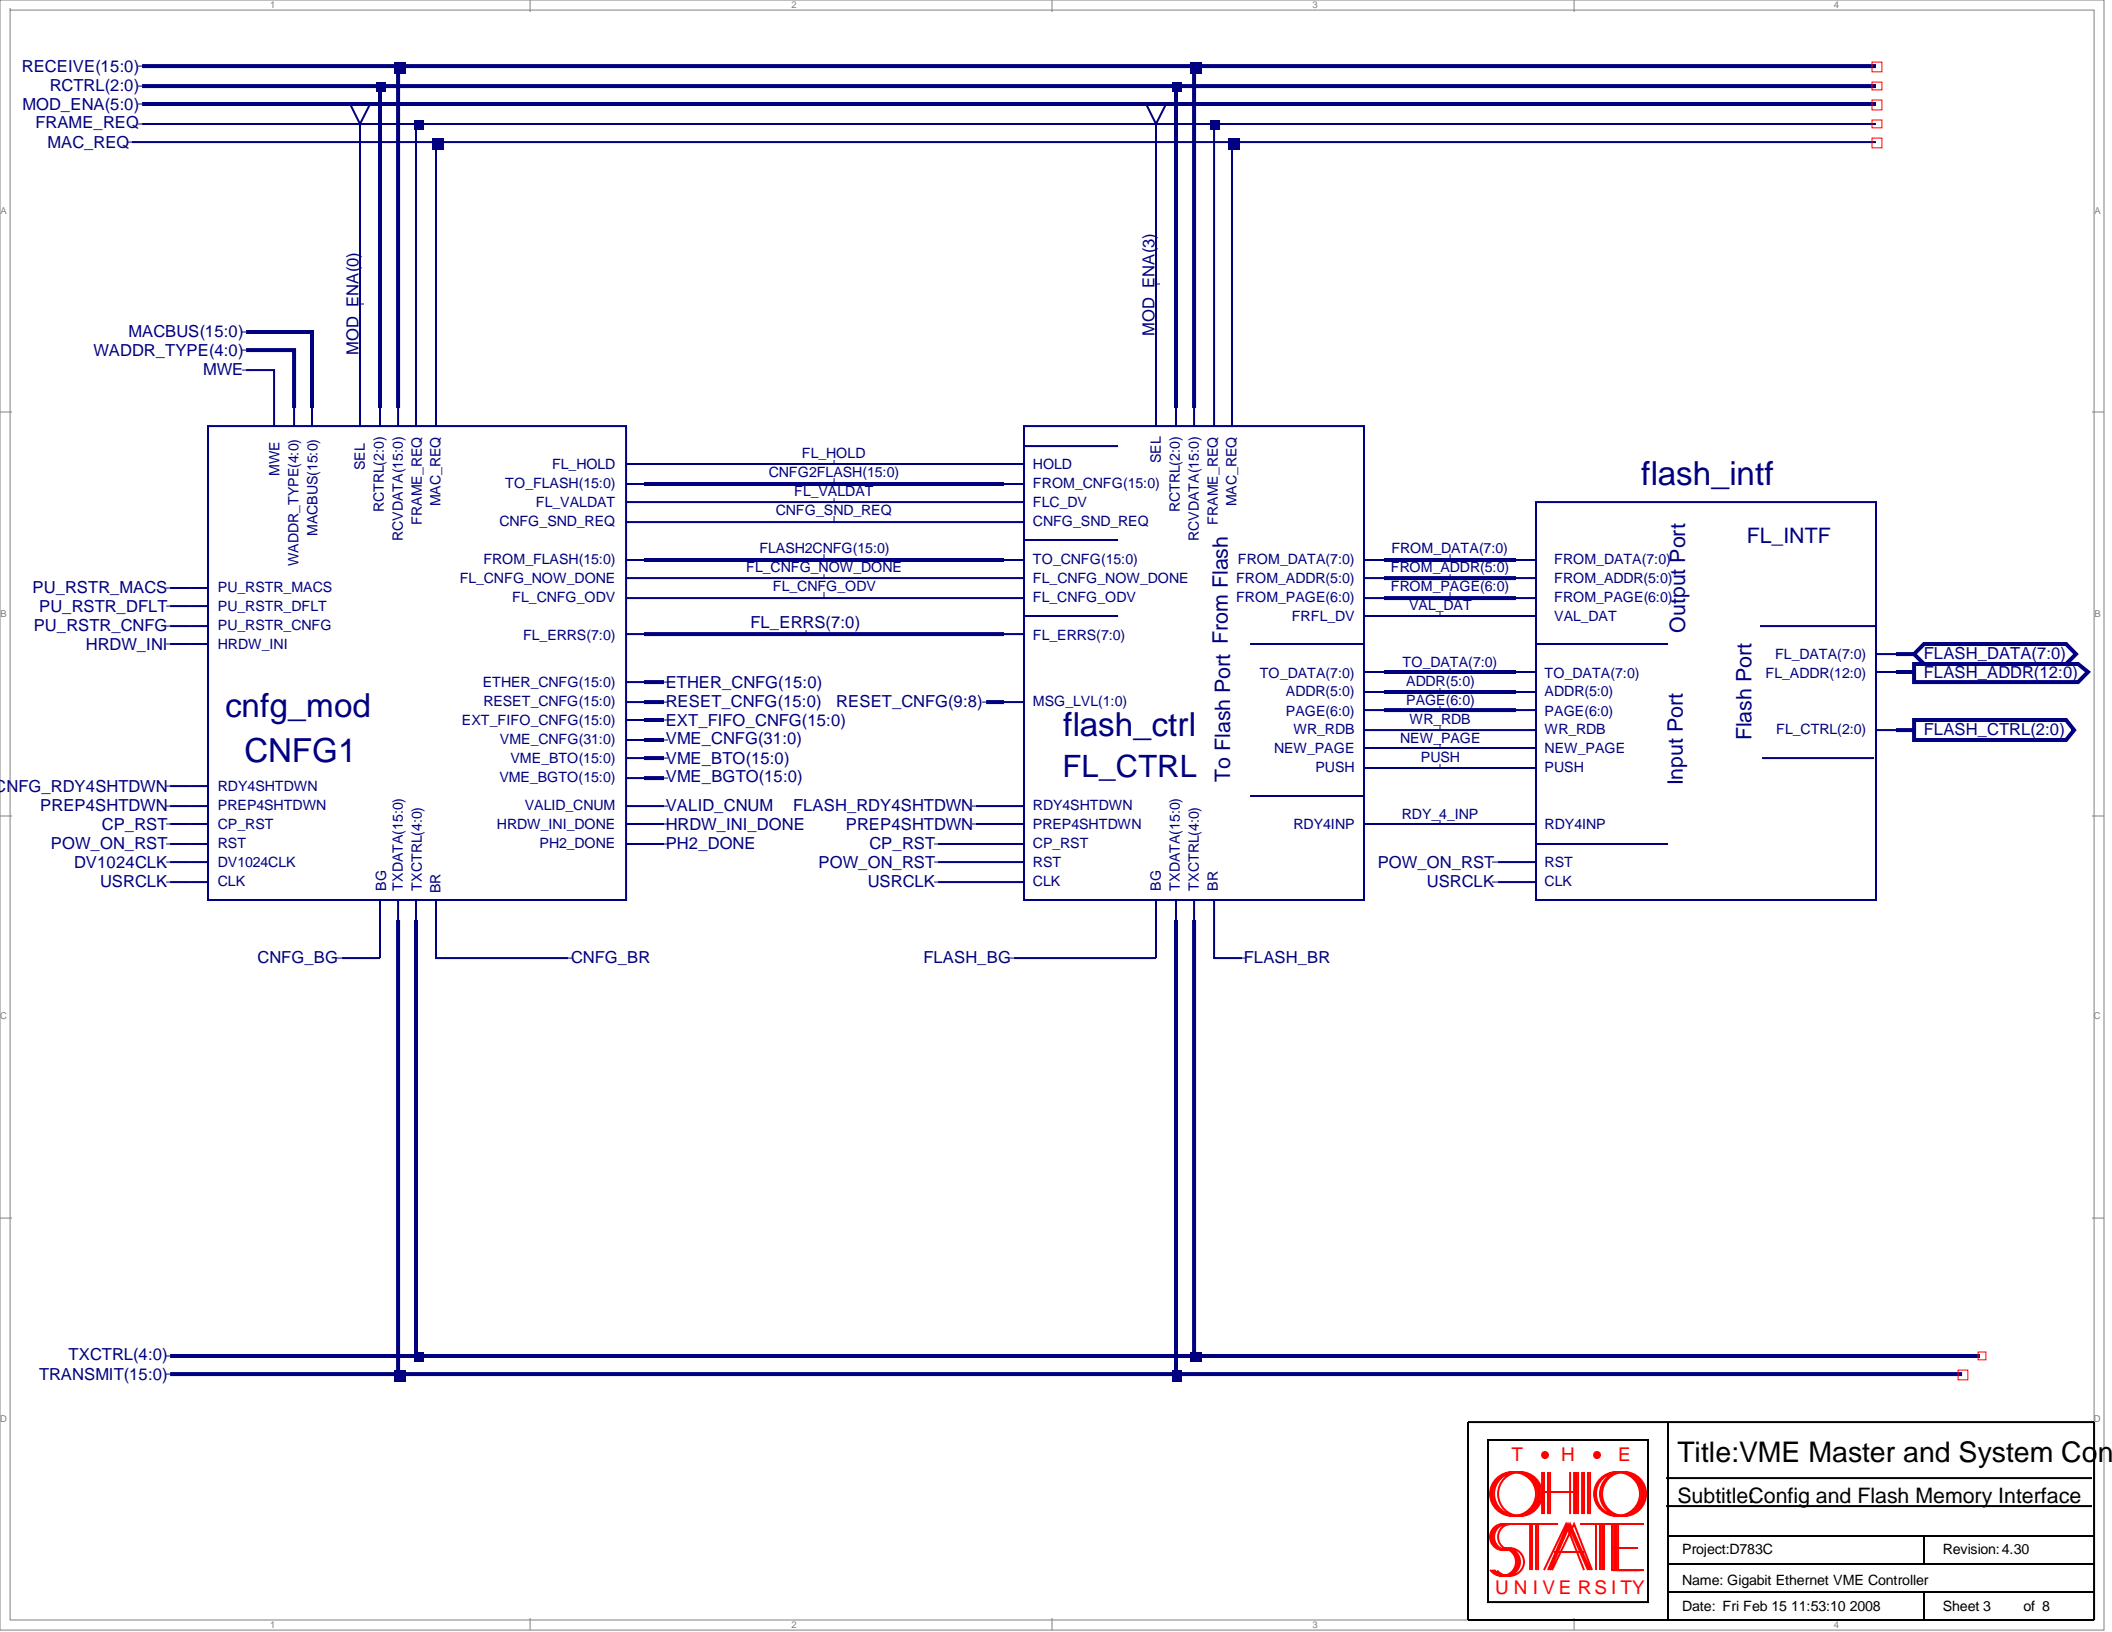 1 2 3 4
RECEIVE(15:0)
RCTRL(2:0)
MOD_ENA(5:0)
FRAME_REQ
MAC_REQ
A A
MOD_ENA(0)
MOD_ENA(3)
MACBUS(15:0)
WADDR_TYPE(4:0)
MWE
MWE
WADDR_TYPE(4:0)
MACBUS(15:0)
SEL
RCTRL(2:0)
RCVDATA(15:0)
FRAME_REQ
MAC_REQ
FL_HOLD
TO_FLASH(15:0)
FL_VALDAT
CNFG_SND_REQ
FROM_FLASH(15:0)
FL_CNFG_NOW_DONE
FL_CNFG_ODV
FL_ERRS(7:0)
ETHER_CNFG(15:0)
RESET_CNFG(15:0)
EXT_FIFO_CNFG(15:0)
VME_CNFG(31:0)
VME_BTO(15:0)
VME_BGTO(15:0)
VALID_CNUM
HRDW_INI_DONE
PH2_DONE
B B
PU_RSTR_MACS
PU_RSTR_DFLT
PU_RSTR_CNFG
HRDW_INI
PU_RSTR_MACS
PU_RSTR_DFLT
PU_RSTR_CNFG
HRDW_INI
cnfg_mod
CNFG1
NFG_RDY4SHTDWN
PREP4SHTDWN
CP_RST
POW_ON_RST
DV1024CLK
USRCLK
RDY4SHTDWN
PREP4SHTDWN
CP_RST
RST
DV1024CLK
CLK
BG
TXDATA(15:0)
TXCTRL(4:0)
BR
CNFG_BG
CNFG_BR
FL_HOLD
CNFG2FLASH(15:0)
FL_VALDAT
CNFG_SND_REQ
FLASH2CNFG(15:0)
FL_CNFG_NOW_DONE
FL_CNFG_ODV
FL_ERRS(7:0)
ETHER_CNFG(15:0)
RESET_CNFG(15:0)
EXT_FIFO_CNFG(15:0)
VME_CNFG(31:0)
VME_BTO(15:0)
VME_BGTO(15:0)
VALID_CNUM
HRDW_INI_DONE
PH2_DONE
RESET_CNFG(9:8)
FLASH_RDY4SHTDWN
PREP4SHTDWN
CP_RST
POW_ON_RST
USRCLK
HOLD
FROM_CNFG(15:0)
FLC_DV
CNFG_SND_REQ
TO_CNFG(15:0)
FL_CNFG_NOW_DONE
FL_CNFG_ODV
FL_ERRS(7:0)
MSG_LVL(1:0)
flash_ctrl
FL_CTRL
RDY4SHTDWN
PREP4SHTDWN
CP_RST
RST
CLK
SEL
RCTRL(2:0)
RCVDATA(15:0)
FRAME_REQ
MAC_REQ
To Flash Port From Flash
FROM_DATA(7:0)
FROM_ADDR(5:0)
FROM_PAGE(6:0)
FRFL_DV
TO_DATA(7:0)
ADDR(5:0)
PAGE(6:0)
WR_RDB
NEW_PAGE
PUSH
RDY4INP
BG
TXDATA(15:0)
TXCTRL(4:0)
BR
FLASH_BG
FLASH_BR
FROM_DATA(7:0)
FROM_ADDR(5:0)
FROM_PAGE(6:0)
VAL_DAT
TO_DATA(7:0)
ADDR(5:0)
PAGE(6:0)
WR_RDB
NEW_PAGE
PUSH
RDY_4_INP
POW_ON_RST
USRCLK
flash_intf
FL_INTF
FROM_DATA(7:0)
FROM_ADDR(5:0)
FROM_PAGE(6:0)
VAL_DAT
Output Port
TO_DATA(7:0)
ADDR(5:0)
PAGE(6:0)
WR_RDB
NEW_PAGE
PUSH
Input Port
RDY4INP
RST
CLK
Flash Port
FL_DATA(7:0)
FL_ADDR(12:0)
FL_CTRL(2:0)
FLASH_DATA(7:0)
FLASH_ADDR(12:0)
FLASH_CTRL(2:0)
C C
TXCTRL(4:0)
TRANSMIT(15:0)
D D
T • H • E
OHIO
STATE
UNIVERSITY
Title:VME Master and System Con
Subtitle:Config and Flash Memory Interface
Project:D783C Revision: 4.30
Name: Gigabit Ethernet VME Controller
Date: Fri Feb 15 11:53:10 2008 Sheet 3 of 8
1 2 3 4